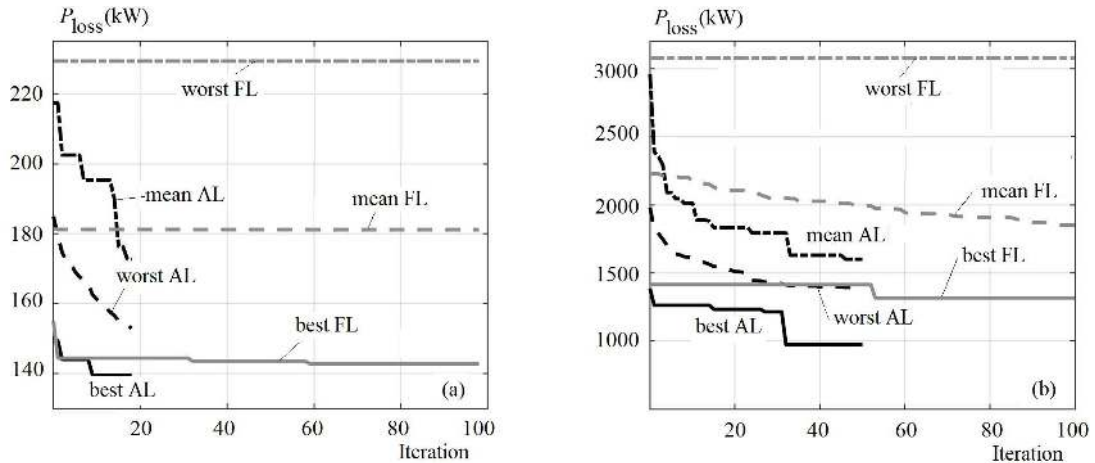 P_loss (kW)
220
200
180
160
140
worst FL
-mean AL
mean FL
worst AL
best FL
best AL
(a)
20 40 60 80 100
Iteration
P_loss (kW)
3000
2500
2000
1500
1000
worst FL
mean FL
mean AL
best FL
best AL
worst AL
(b)
20 40 60 80 100
Iteration